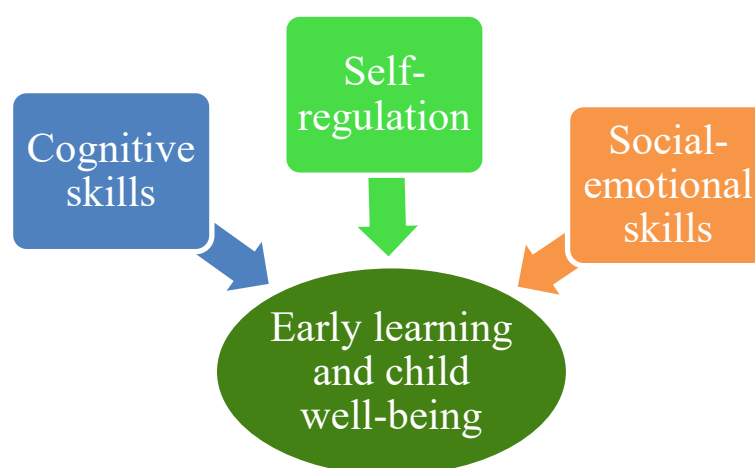 Cognitive
skills
Self-
regulation
Social-
emotional
skills
Early learning
and child
well-being